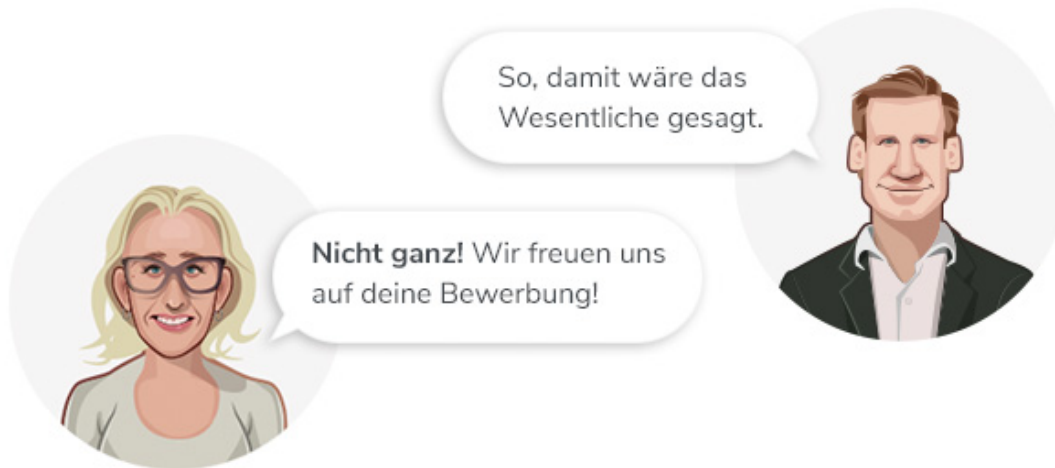 So, damit wäre das
Wesentliche gesagt.
Nicht ganz! Wir freuen uns
auf deine Bewerbung!